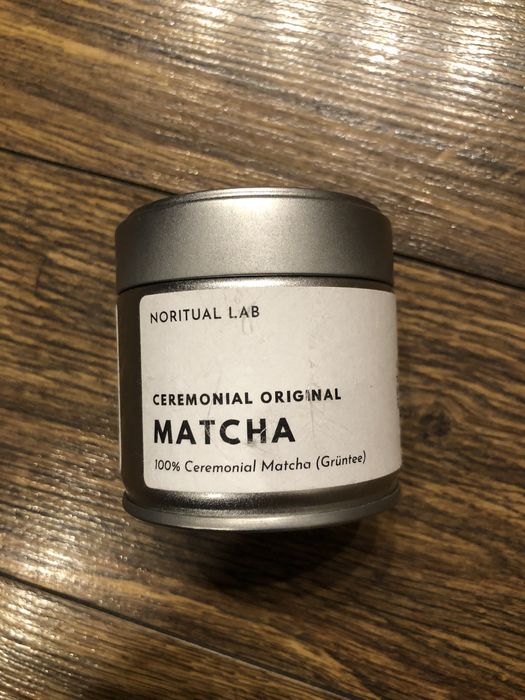 NORITUAL LAB
CEREMONIAL ORIGINAL
MATCHA
100% Ceremonial Matcha (Grüntee)